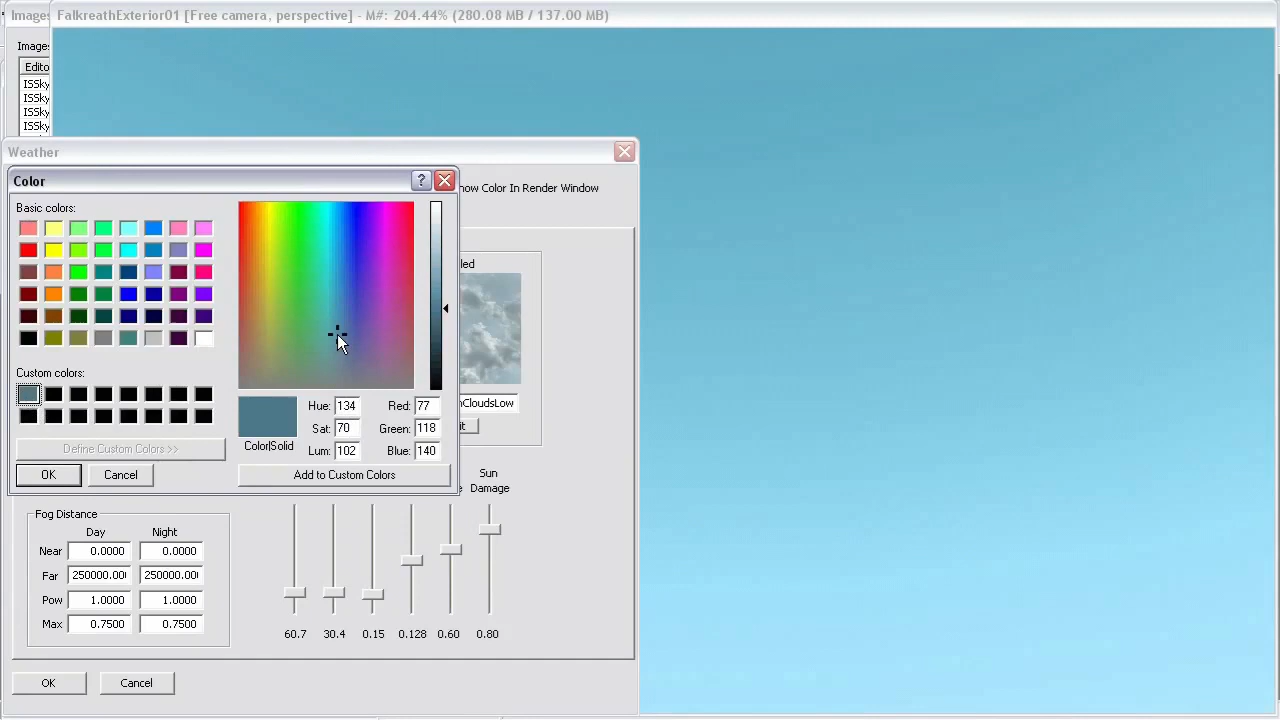 Images
FalkreathExterior01 [Free camera, perspective] - M#: 204.44% (280.08 MB / 137.00 MB)
Images
Edito
ISSky
ISSky
ISSky
ISSky
Weather
Color
how Color In Render Window
Basic colors:
led
Custom colors:
Hue: 134 Red: 77
nCloudsLow
Sat: 70 Green: 118
it
Define Custom Colors >>
Color|Solid
Lum: 102 Blue: 140
OK Cancel Add to Custom Colors
Sun
Damage
Fog Distance
Day Night
Near 0.0000 0.0000
Far 250000.00 250000.00
Pow 1.0000 1.0000
Max 0.7500 0.7500
60.7 30.4 0.15 0.128 0.60 0.80
OK Cancel